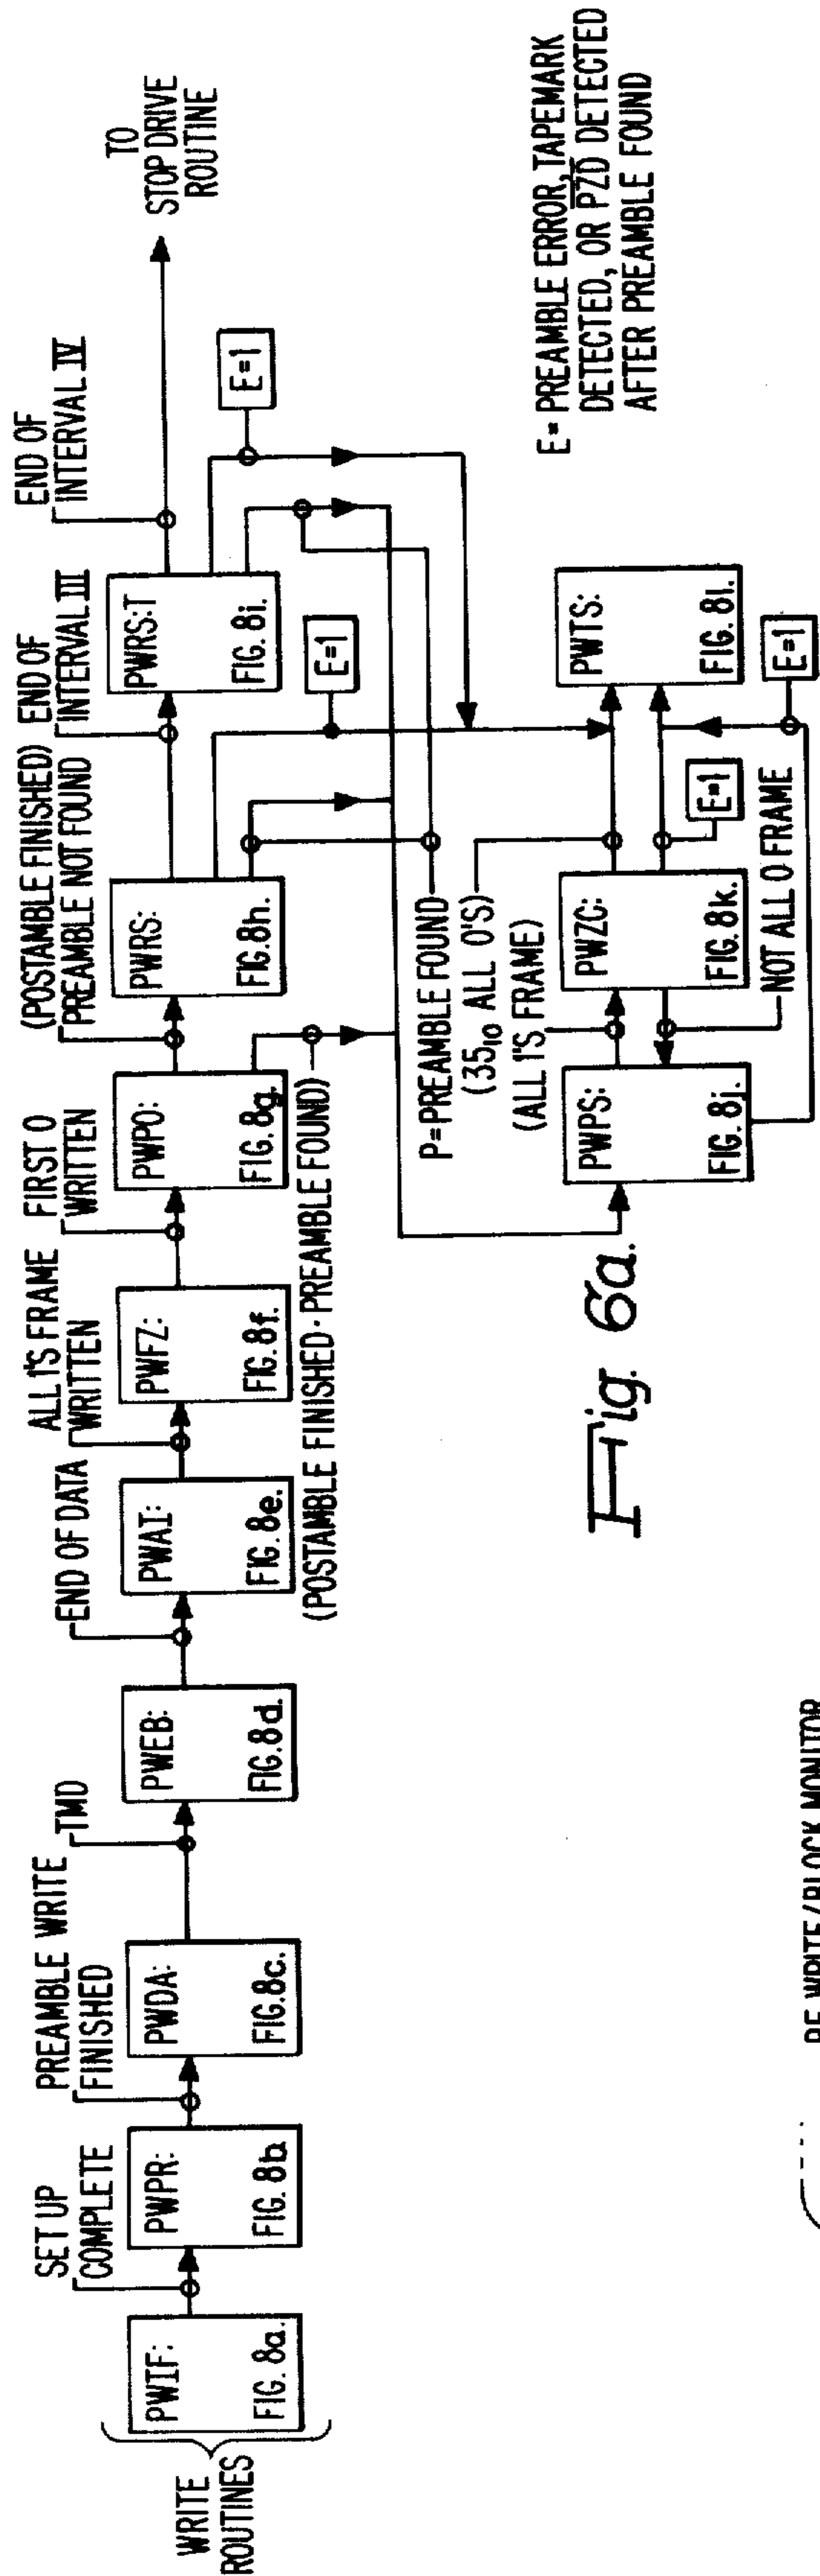 WRITE
ROUTINES
PWIF:
FIG. 8a.
SET UP
COMPLETE
PWPR:
FIG. 8b
PREAMBLE WRITE
FINISHED
PWDA:
FIG.8c.
TMD
PWEB:
FIG.8d.
END OF DATA
PWAI:
FIG. 8e.
ALL 1'S FRAME
WRITTEN
PWFZ:
FIG. 8f.
FIRST 0
WRITTEN
PWPO:
FIG. 8g.
(POSTAMBLE FINISHED)
PREAMBLE NOT FOUND
PWRS:
FIG.8h.
END OF
INTERVAL III
PWRS:T
FIG. 8i.
END OF
INTERVAL IV
TO
STOP DRIVE
ROUTINE
E=1
E=1
(POSTAMBLE FINISHED · PREAMBLE FOUND)
P=PREAMBLE FOUND
(35₁₀ ALL 0'S)
(ALL 1'S FRAME)
PWPS:
FIG. 8j.
PWZC:
FIG. 8k.
PWTS:
FIG. 8l.
E=1
NOT ALL 0 FRAME
E=1
E= PREAMBLE ERROR, TAPEMARK
DETECTED, OR P̅Z̅D̅ DETECTED
AFTER PREAMBLE FOUND
Fig. 6a.
PE WRITE/BLOCK MONITOR